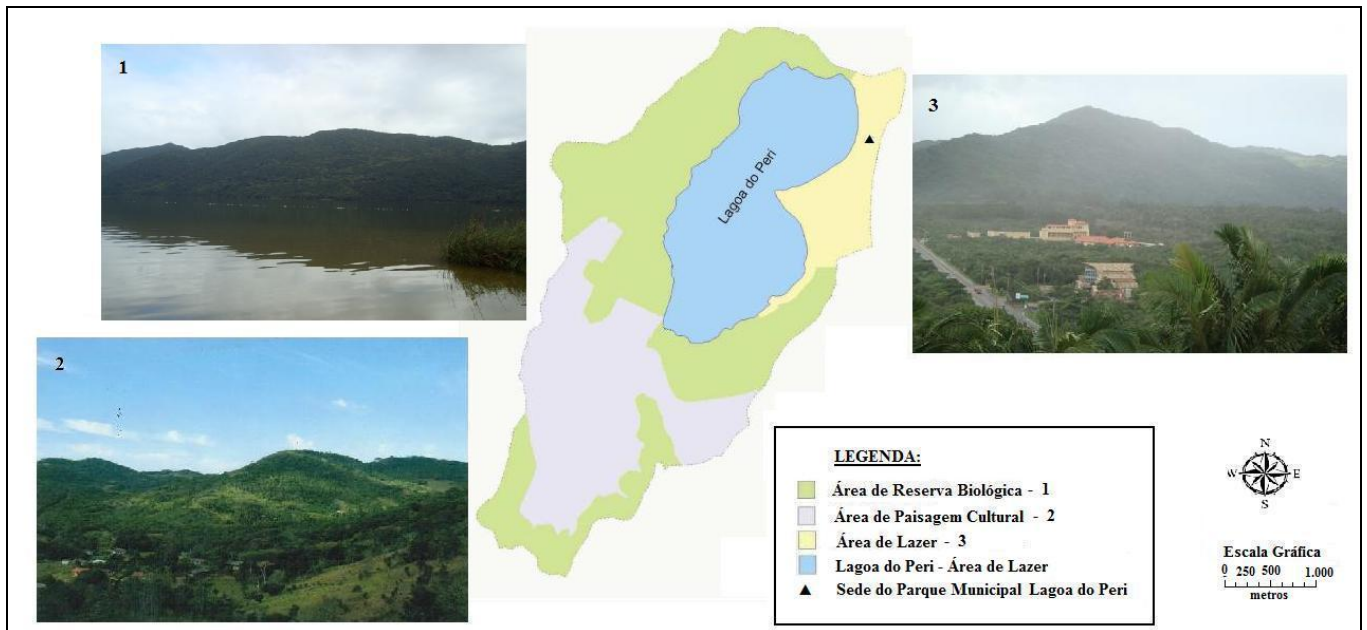 1
2
3
Lagoa do Peri
LEGENDA:
Área de Reserva Biológica - 1
Área de Paisagem Cultural - 2
Área de Lazer - 3
Lagoa do Peri - Área de Lazer
Sede do Parque Municipal Lagoa do Peri
N
W E
S
Escala Gráfica
0 250 500 1.000
metros